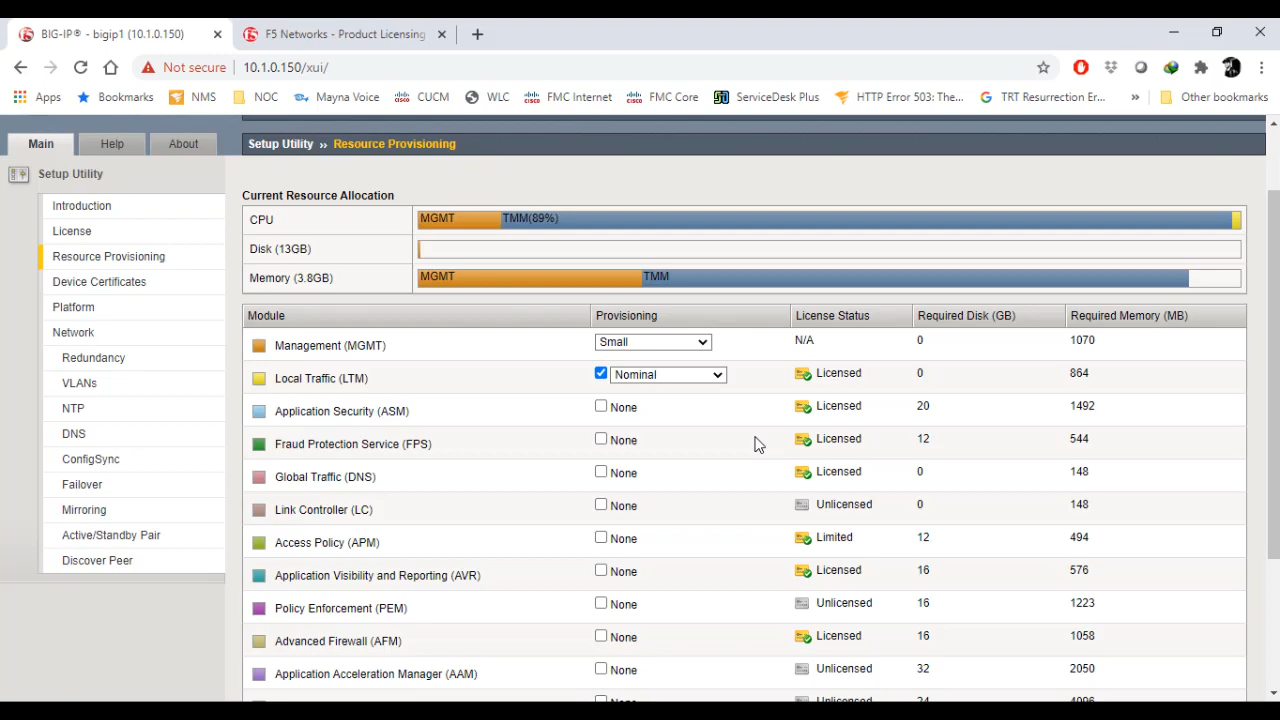 BIG-IP® - bigip1 (10.1.0.150)
F5 Networks - Product Licensing
Not secure
10.1.0.150/xui/
Apps
Bookmarks
NMS
NOC
Mayna Voice
CUCM
WLC
FMC Internet
FMC Core
ServiceDesk Plus
HTTP Error 503: The...
TRT Resurrection Er...
»
Other bookmarks
Main
Help
About
Setup Utility » Resource Provisioning
Setup Utility
Introduction
License
Resource Provisioning
Device Certificates
Platform
Network
Redundancy
VLANs
NTP
DNS
ConfigSync
Failover
Mirroring
Active/Standby Pair
Discover Peer
Current Resource Allocation
CPU MGMT TMM(89%)
Disk (13GB)
Memory (3.8GB) MGMT TMM
Module Provisioning License Status Required Disk (GB) Required Memory (MB)
Management (MGMT) Small N/A 0 1070
Local Traffic (LTM) Nominal Licensed 0 864
Application Security (ASM) None Licensed 20 1492
Fraud Protection Service (FPS) None Licensed 12 544
Global Traffic (DNS) None Licensed 0 148
Link Controller (LC) None Unlicensed 0 148
Access Policy (APM) None Limited 12 494
Application Visibility and Reporting (AVR) None Licensed 16 576
Policy Enforcement (PEM) None Unlicensed 16 1223
Advanced Firewall (AFM) None Licensed 16 1058
Application Acceleration Manager (AAM) None Unlicensed 32 2050
None Unlicensed 24 4096